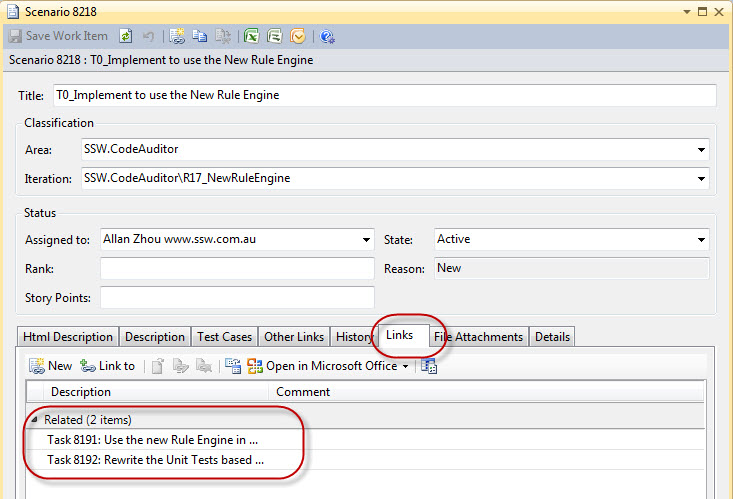 Scenario 8218
Save Work Item
Scenario 8218 : T0_Implement to use the New Rule Engine
Title: T0_Implement to use the New Rule Engine
Classification
Area: SSW.CodeAuditor
Iteration: SSW.CodeAuditor\R17_NewRuleEngine
Status
Assigned to: Allan Zhou www.ssw.com.au State: Active
Rank: Reason: New
Story Points:
Html Description Description Test Cases Other Links History Links File Attachments Details
New Link to Open in Microsoft Office
Description Comment
Related (2 items)
Task 8191: Use the new Rule Engine in ...
Task 8192: Rewrite the Unit Tests based ...